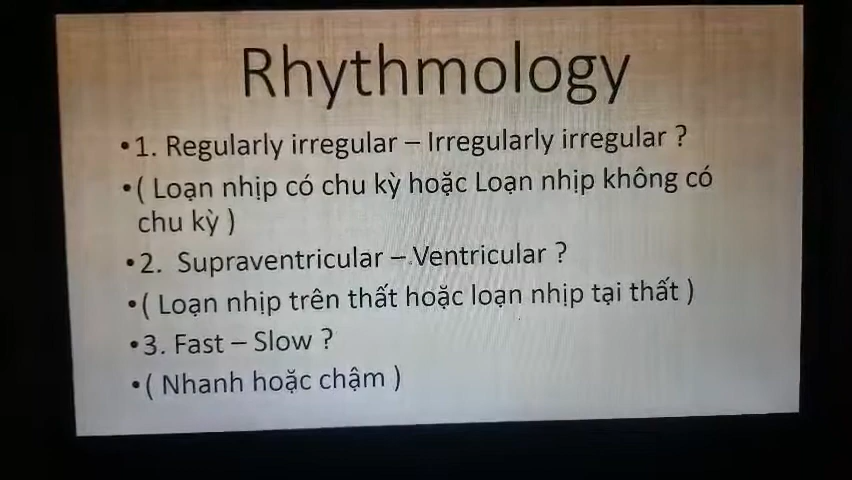 Rhythmology
•1. Regularly irregular – Irregularly irregular ?
•( Loạn nhịp có chu kỳ hoặc Loạn nhịp không có
chu kỳ )
•2. Supraventricular – Ventricular ?
•( Loạn nhịp trên thất hoặc loạn nhịp tại thất )
•3. Fast – Slow ?
•( Nhanh hoặc chậm )